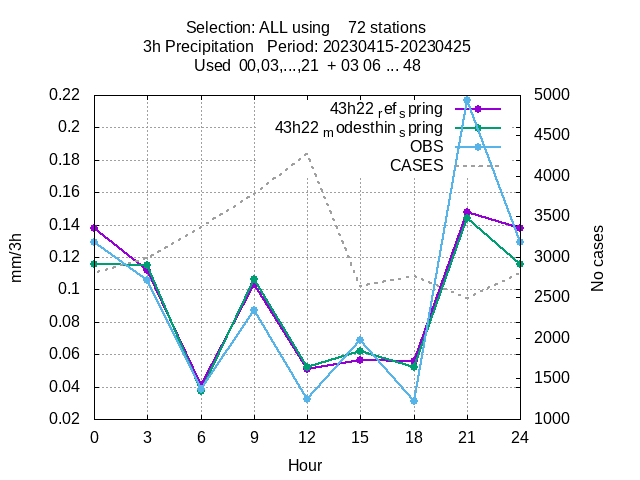 Selection: ALL using 72 stations
3h Precipitation Period: 20230415-20230425
Used 00,03,...,21 + 03 06 ... 48
43h22 ref spring
43h22 modesthin spring
OBS
CASES
0.22
0.2
0.18
0.16
0.14
0.12
0.1
0.08
0.06
0.04
0.02
5000
4500
4000
3500
3000
2500
2000
1500
1000
mm/3h
No cases
0 3 6 9 12 15 18 21 24
Hour